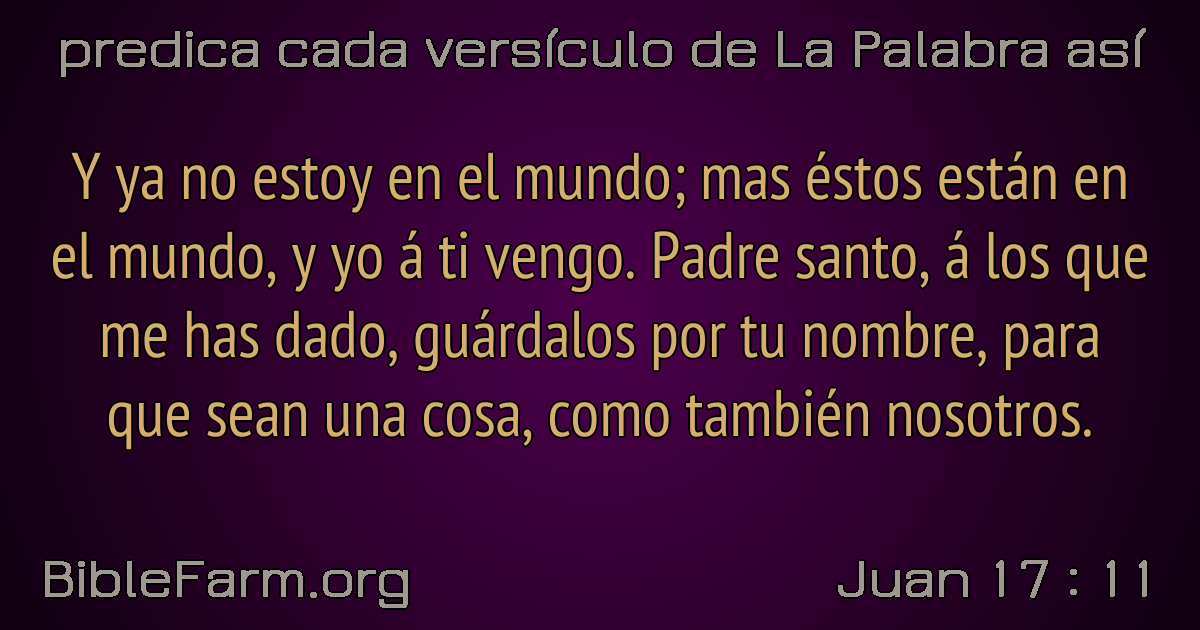 predica cada versículo de La Palabra así
Y ya no estoy en el mundo; mas éstos están en
el mundo, y yo á ti vengo. Padre santo, á los que
me has dado, guárdalos por tu nombre, para
que sean una cosa, como también nosotros.
BibleFarm.org
Juan 17 : 11